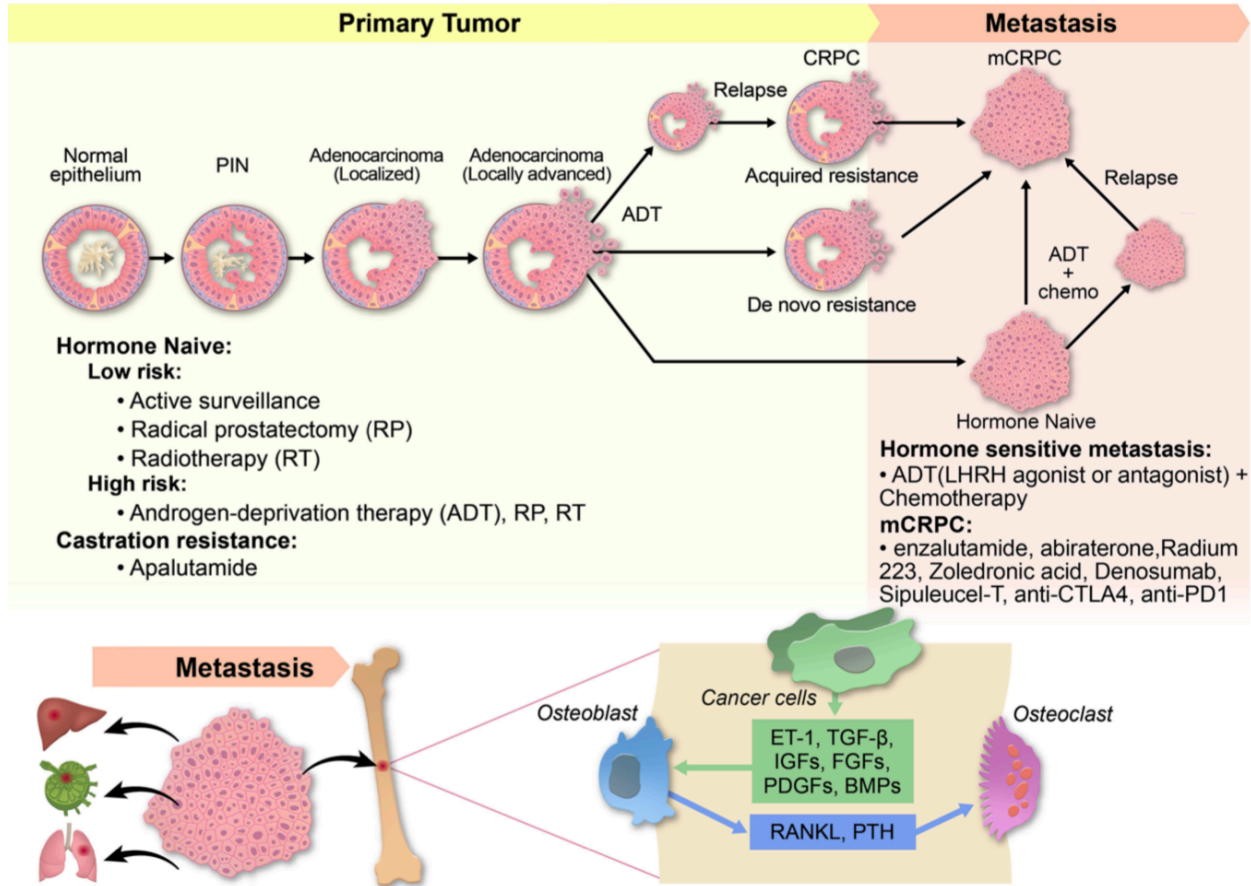 Primary Tumor
Metastasis
Normal
epithelium
PIN
Adenocarcinoma
(Localized)
Adenocarcinoma
(Locally advanced)
ADT
Relapse
CRPC
Acquired resistance
De novo resistance
mCRPC
Relapse
ADT
+
chemo
Hormone Naive
Hormone Naive:
Low risk:
• Active surveillance
• Radical prostatectomy (RP)
• Radiotherapy (RT)
High risk:
• Androgen-deprivation therapy (ADT), RP, RT
Castration resistance:
• Apalutamide
Hormone sensitive metastasis:
• ADT(LHRH agonist or antagonist) +
Chemotherapy
mCRPC:
• enzalutamide, abiraterone,Radium
223, Zoledronic acid, Denosumab,
Sipuleucel-T, anti-CTLA4, anti-PD1
Metastasis
Cancer cells
Osteoblast
Osteoclast
ET-1, TGF-β,
IGFs, FGFs,
PDGFs, BMPs
RANKL, PTH